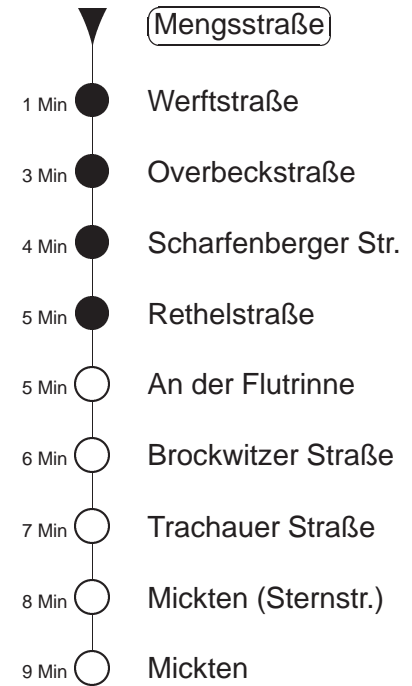 Mengsstraße
1 Min Werftstraße
3 Min Overbeckstraße
4 Min Scharfenberger Str.
5 Min Rethelstraße
5 Min An der Flutrinne
6 Min Brockwitzer Straße
7 Min Trachauer Straße
8 Min Mickten (Sternstr.)
9 Min Mickten